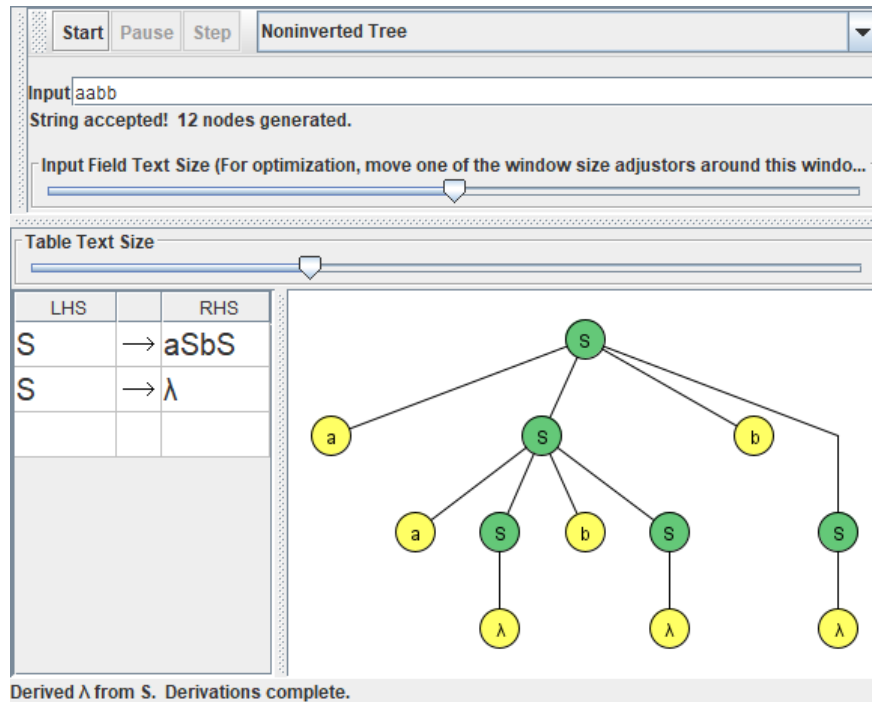 Start Pause Step Noninverted Tree
Input aabb
String accepted! 12 nodes generated.
Input Field Text Size (For optimization, move one of the window size adjustors around this windo...
Table Text Size
LHS RHS
S → aSbS
S → λ
S
a S b
a S b S S
λ λ λ
Derived λ from S. Derivations complete.